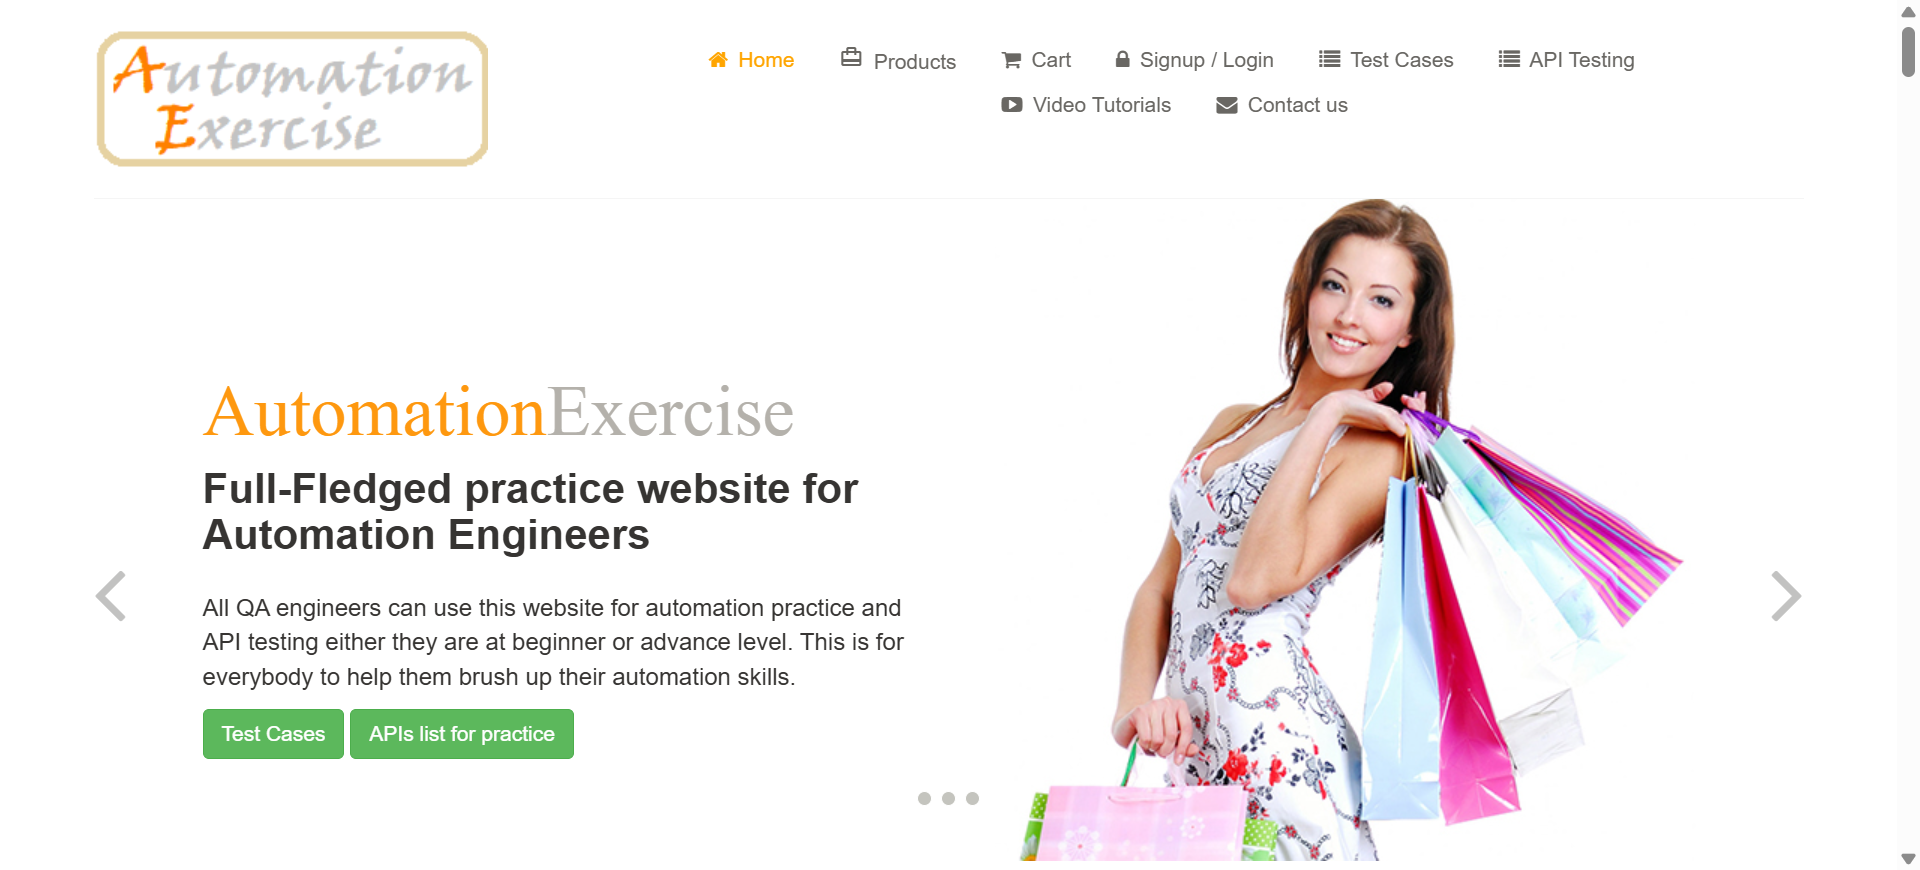 Automation
Exercise
Home
Products
Cart
Signup / Login
Test Cases
API Testing
Video Tutorials
Contact us
AutomationExercise
Full-Fledged practice website for
Automation Engineers
All QA engineers can use this website for automation practice and
API testing either they are at beginner or advance level. This is for
everybody to help them brush up their automation skills.
Test Cases
APIs list for practice